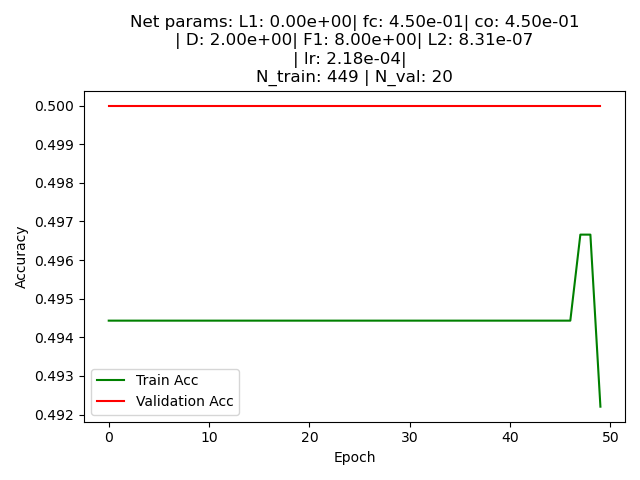 Net params: L1: 0.00e+00| fc: 4.50e-01| co: 4.50e-01
| D: 2.00e+00| F1: 8.00e+00| L2: 8.31e-07
| lr: 2.18e-04|
N_train: 449 | N_val: 20
Accuracy
0.500
0.499
0.498
0.497
0.496
0.495
0.494
0.493
0.492
Train Acc
Validation Acc
0 10 20 30 40 50
Epoch